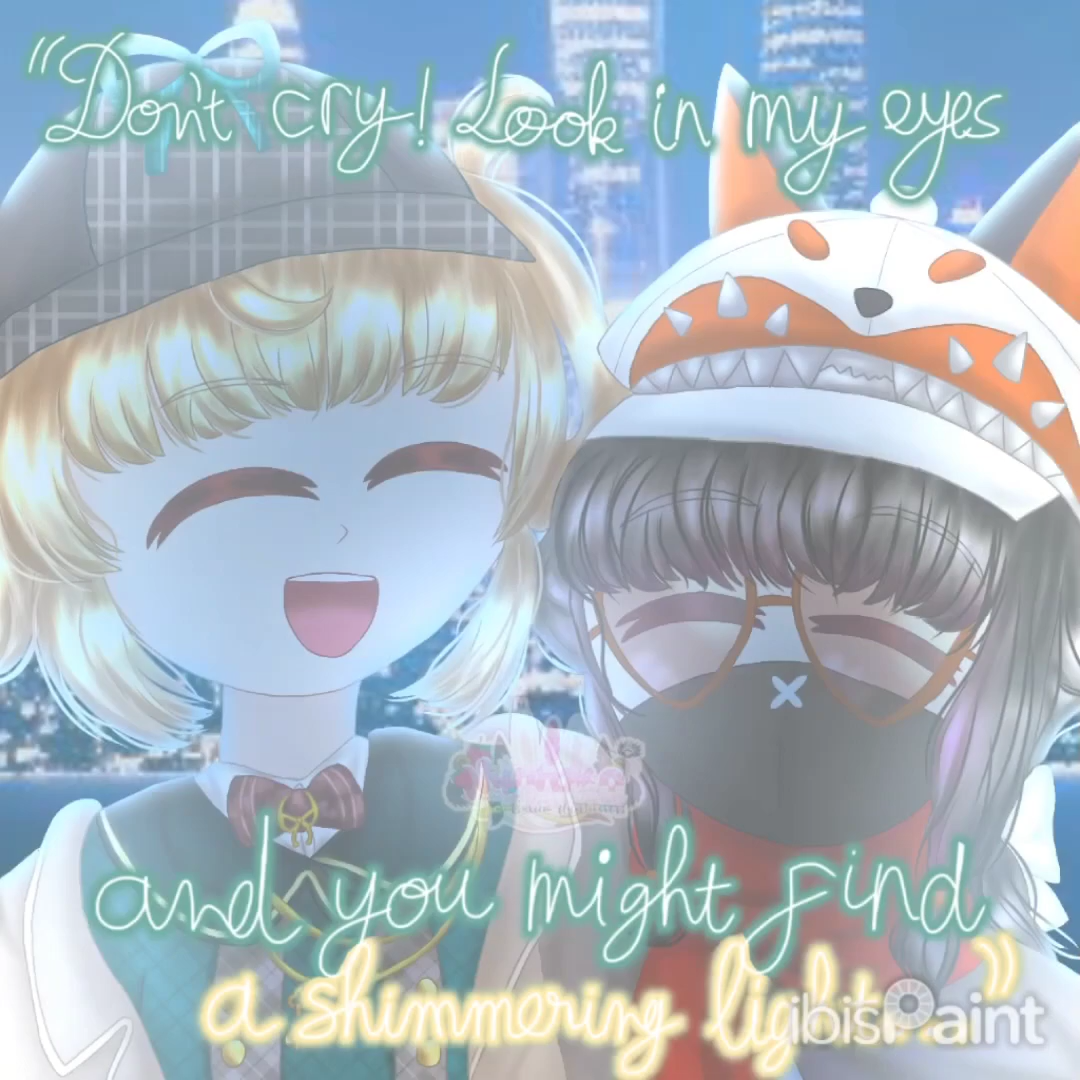 “Don't cry! Look in my eyes
and you might find
a shimmering light..”
ibisPaint